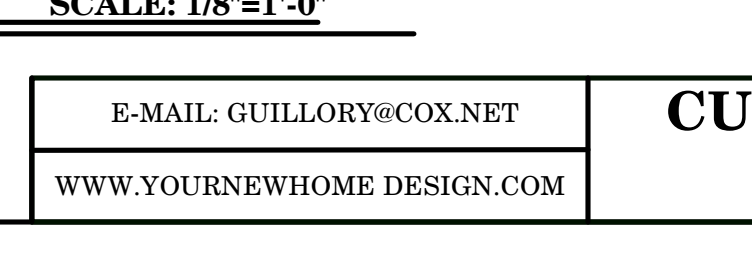 SCALE: 1/8"=1'-0"
E-MAIL: GUILLORY@COX.NET
CU
WWW.YOURNEWHOME DESIGN.COM